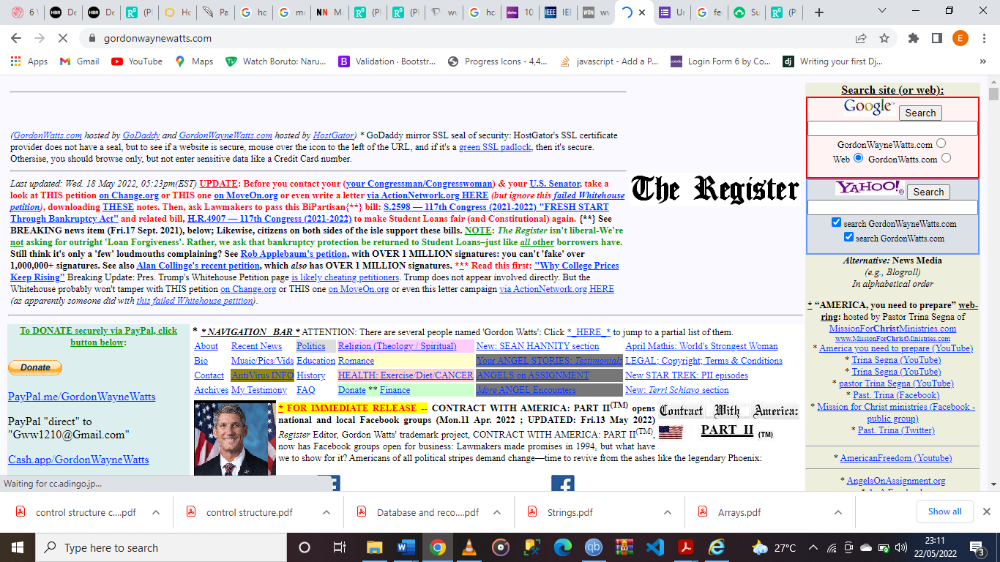 6 \
De
De
(P
Ho
Pa
ho
me
M
(P
(P
wv
ho
10
IEE
wv
Ur
fe
Su
(P
gordonwaynewatts.com
E
Apps
Gmail
YouTube
Maps
Watch Boruto: Naru...
Validation · Bootstr...
Progress Icons - 4,4...
javascript - Add a P...
Login Form 6 by Co...
Writing your first Dj...
»
(GordonWatts.com hosted by GoDaddy and GordonWayneWatts.com hosted by HostGator) * GoDaddy mirror SSL seal of security: HostGator's SSL certificate
provider does not have a seal, but to see if a website is secure, mouse over the icon to the left of the URL, and if it's a green SSL padlock, then it's secure.
Othersise, you should browse only, but not enter sensitive data like a Credit Card number.
Last updated: Wed. 18 May 2022, 05:23pm(EST) UPDATE: Before you contact your (your Congressman/Congresswoman) & your U.S. Senator, take a
look at THIS petition on Change.org or THIS one on MoveOn.org or even write a letter via ActionNetwork.org HERE (but ignore this failed Whitehouse
petition), downloading THESE notes. Then, ask Lawmakers to pass this BiPartisan{**} bill: S.2598 — 117th Congress (2021-2022) "FRESH START
Through Bankruptcy Act" and related bill, H.R.4907 — 117th Congress (2021-2022) to make Student Loans fair (and Constitutional) again. {**} See
BREAKING news item (Fri.17 Sept. 2021), below; Likewise, citizens on both sides of the isle support these bills. NOTE: The Register isn't liberal-We're
not asking for outright 'Loan Forgiveness'. Rather, we ask that bankruptcy protection be returned to Student Loans–just like all other borrowers have.
Still think it's only a 'few' loudmouths complaining? See Rob Applebaum's petition, with OVER 1 MILLION signatures: you can't 'fake' over
1,000,000+ signatures. See also Alan Collinge's recent petition, which also has OVER 1 MILLION signatures. *** Read this first: "Why College Prices
Keep Rising" Breaking Update: Pres. Trump's Whitehouse Petition page is likely cheating petitioners. Trump does not appear involved directly. But the
Whitehouse probably won't tamper with THIS petition on Change.org or THIS one on MoveOn.org or even this letter campaign via ActionNetwork.org HERE
(as apparently someone did with this failed Whitehouse petition).
The Register
Search site (or web):
Google™ Search
GordonWayneWatts.com
Web GordonWatts.com
YAHOO!® Search
search GordonWayneWatts.com
search GordonWatts.com
Alternative: News Media
(e.g., Blogroll)
In alphabetical order
* “AMERICA, you need to prepare” web-
ring: hosted by Pastor Trina Segna of
MissionForChristMinistries.com
www.MissionForChristMinistries.com
* America you need to prepare (YouTube)
* Trina Segna (YouTube)
* Trina Segna (YouTube)
* pastor Trina Segna (YouTube)
* Past. Trina (Facebook)
* Mission for Christ ministries (Facebook -
public group)
* Past. Trina (Twitter)
* AmericanFreedom (Youtube)
* AngelsOnAssignment.org
To DONATE securely via PayPal, click
button below:
Donate
PayPal.me/GordonWayneWatts
PayPal "direct" to
"Gww1210@Gmail.com"
Cash.app/GordonWayneWatts
* * NAVIGATION BAR * ATTENTION: There are several people named 'Gordon Watts': Click *_HERE_* to jump to a partial list of them.
About Recent News Politics Religion (Theology / Spiritual) New: SEAN HANNITY section April Mathis: World's Strongest Woman
Bio Music/Pics/Vids Education Romance Your ANGEL STORIES: Testimonials LEGAL; Copyright; Terms & Conditions
Contact AntiVirus INFO History HEALTH: Exercise/Diet/CANCER ANGELS on ASSIGNMENT New STAR TREK: PII episodes
Archives My Testimony FAQ Donate ** Finance More ANGEL Encounters New: Terri Schiavo section
* FOR IMMEDIATE RELEASE -- CONTRACT WITH AMERICA: PART II(TM) opens
national and local Facebook groups (Mon.11 Apr. 2022 ; UPDATED: Fri.13 May 2022)
Register Editor, Gordon Watts' trademark project, CONTRACT WITH AMERICA: PART II(TM),
now has Facebook groups open for business: Lawmakers made promises in 1994, but what have
we to show for it? Americans of all political stripes demand change—time to revive from the ashes like the legendary Phoenix:
Contract With America:
PART II (TM)
Waiting for cc.adingo.jp...
control structure c....pdf
control structure.pdf
Database and reco....pdf
Strings.pdf
Arrays.pdf
Show all
Type here to search
27°C
23:11
22/05/2022
3